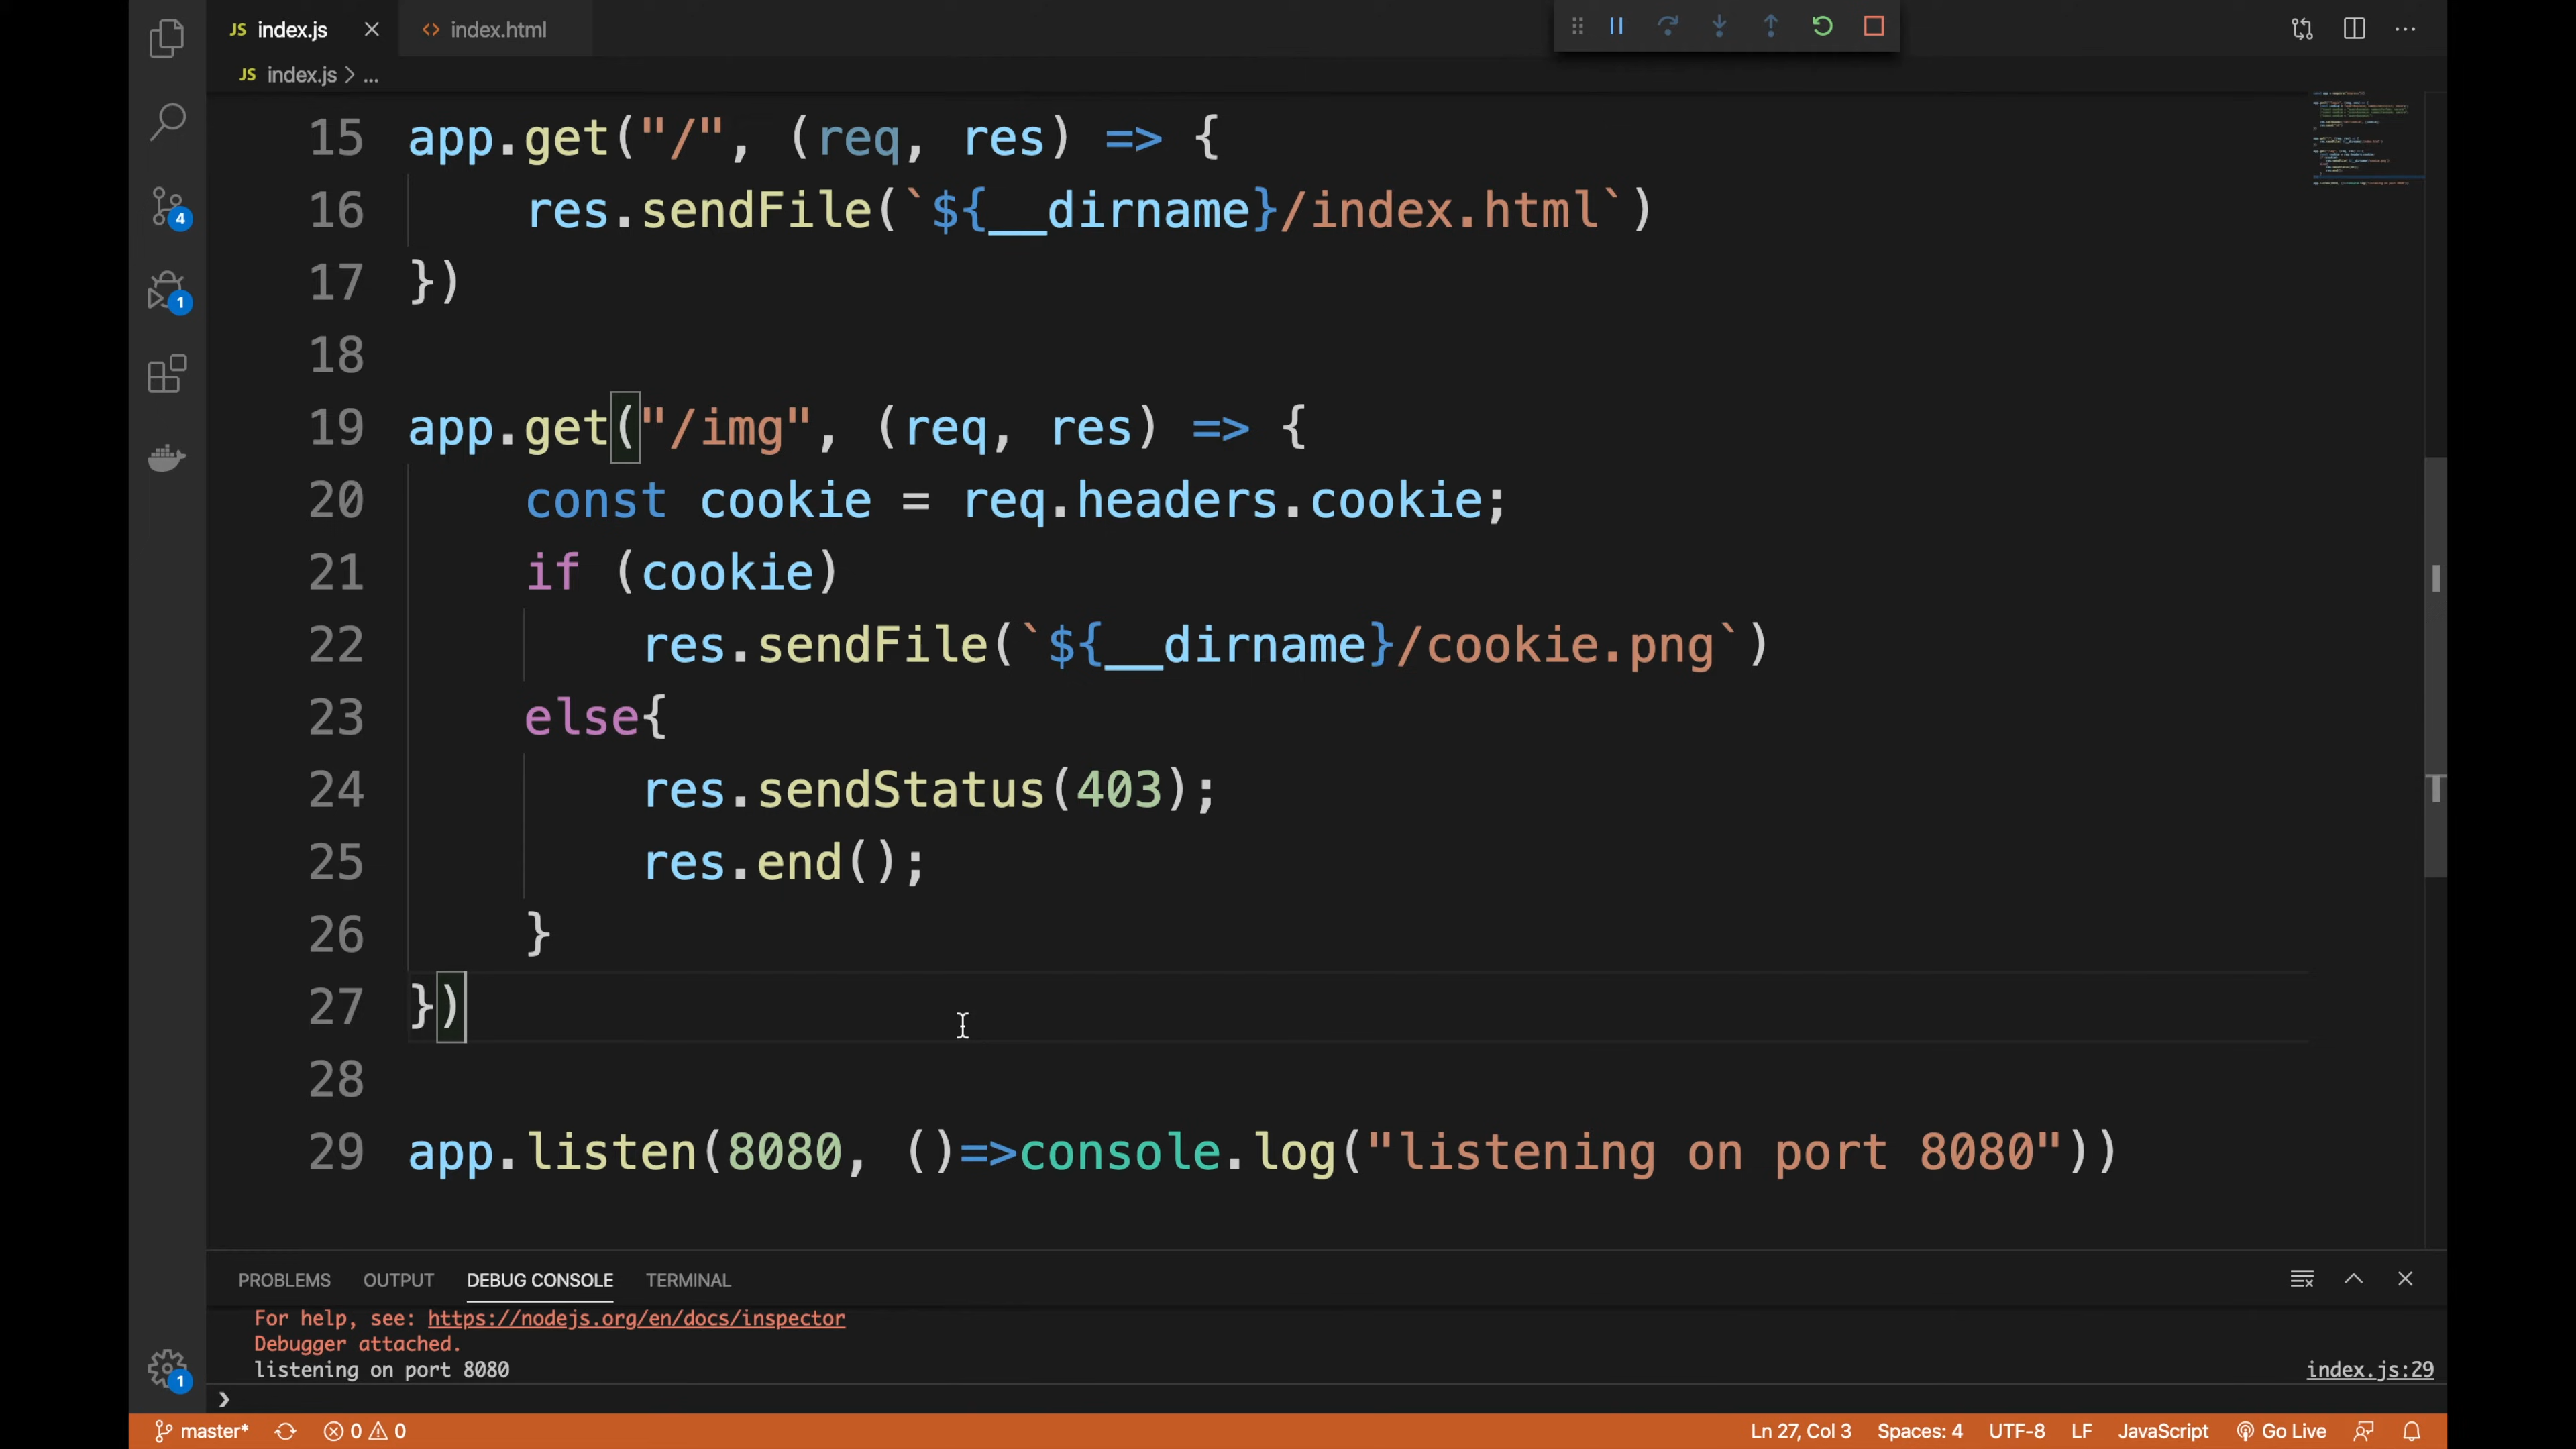 JS index.js
<> index.html
JS index.js > ...
15 app.get("/", (req, res) => {
16     res.sendFile(`${__dirname}/index.html`)
17 })
18
19 app.get("/img", (req, res) => {
20     const cookie = req.headers.cookie;
21     if (cookie)
22         res.sendFile(`${__dirname}/cookie.png`)
23     else{
24         res.sendStatus(403);
25         res.end();
26     }
27 })
28
29 app.listen(8080, ()=>console.log("listening on port 8080"))
4
1
1
PROBLEMS OUTPUT DEBUG CONSOLE TERMINAL
For help, see: https://nodejs.org/en/docs/inspector
Debugger attached.
listening on port 8080 index.js:29
master* 0 0 Ln 27, Col 3 Spaces: 4 UTF-8 LF JavaScript Go Live